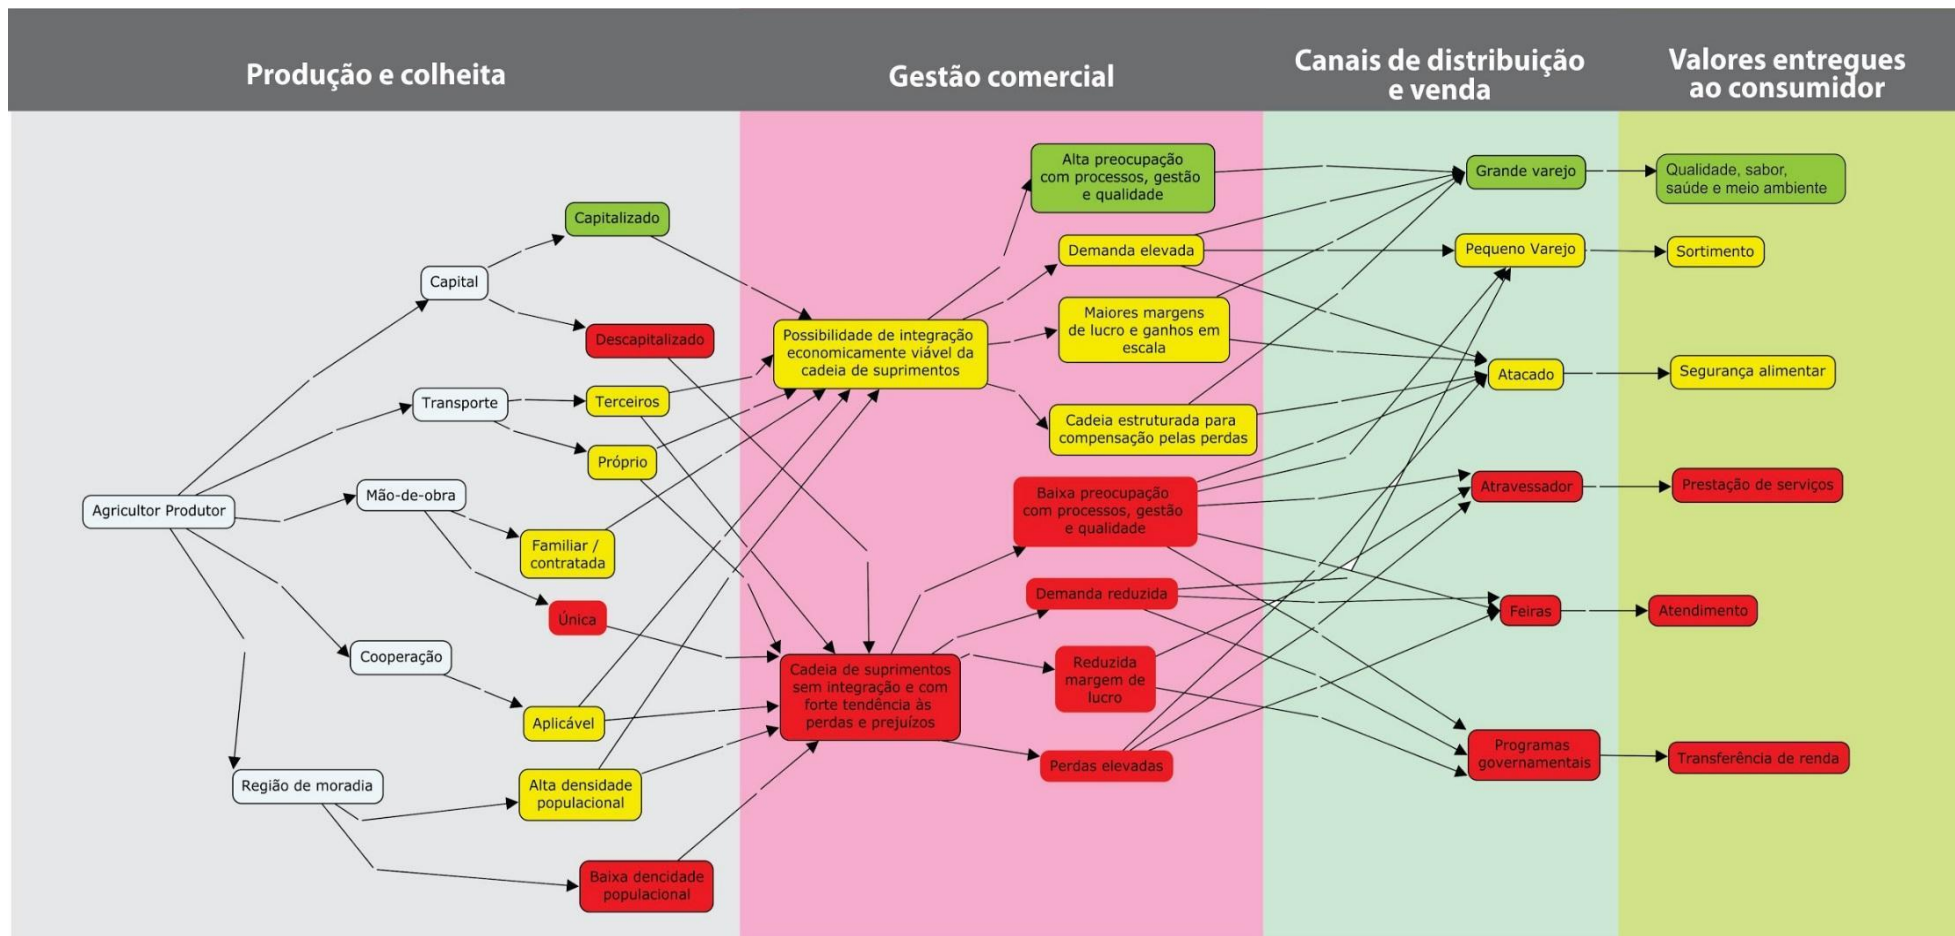 Produção e colheita
Gestão comercial
Canais de distribuição
e venda
Valores entregues
ao consumidor
Agricultor Produtor
Capital
Transporte
Mão-de-obra
Cooperação
Região de moradia
Capitalizado
Descapitalizado
Terceiros
Próprio
Familiar /
contratada
Única
Aplicável
Alta densidade
populacional
Baixa dencidade
populacional
Possibilidade de integração
economicamente viável da
cadeia de suprimentos
Cadeia de suprimentos
sem integração e com
forte tendência às
perdas e prejuízos
Alta preocupação
com processos, gestão
e qualidade
Demanda elevada
Maiores margens
de lucro e ganhos em
escala
Cadeia estruturada para
compensação pelas perdas
Baixa preocupação
com processos, gestão
e qualidade
Demanda reduzida
Reduzida
margem de
lucro
Perdas elevadas
Grande varejo
Pequeno Varejo
Atacado
Atravessador
Feiras
Programas
governamentais
Qualidade, sabor,
saúde e meio ambiente
Sortimento
Segurança alimentar
Prestação de serviços
Atendimento
Transferência de renda